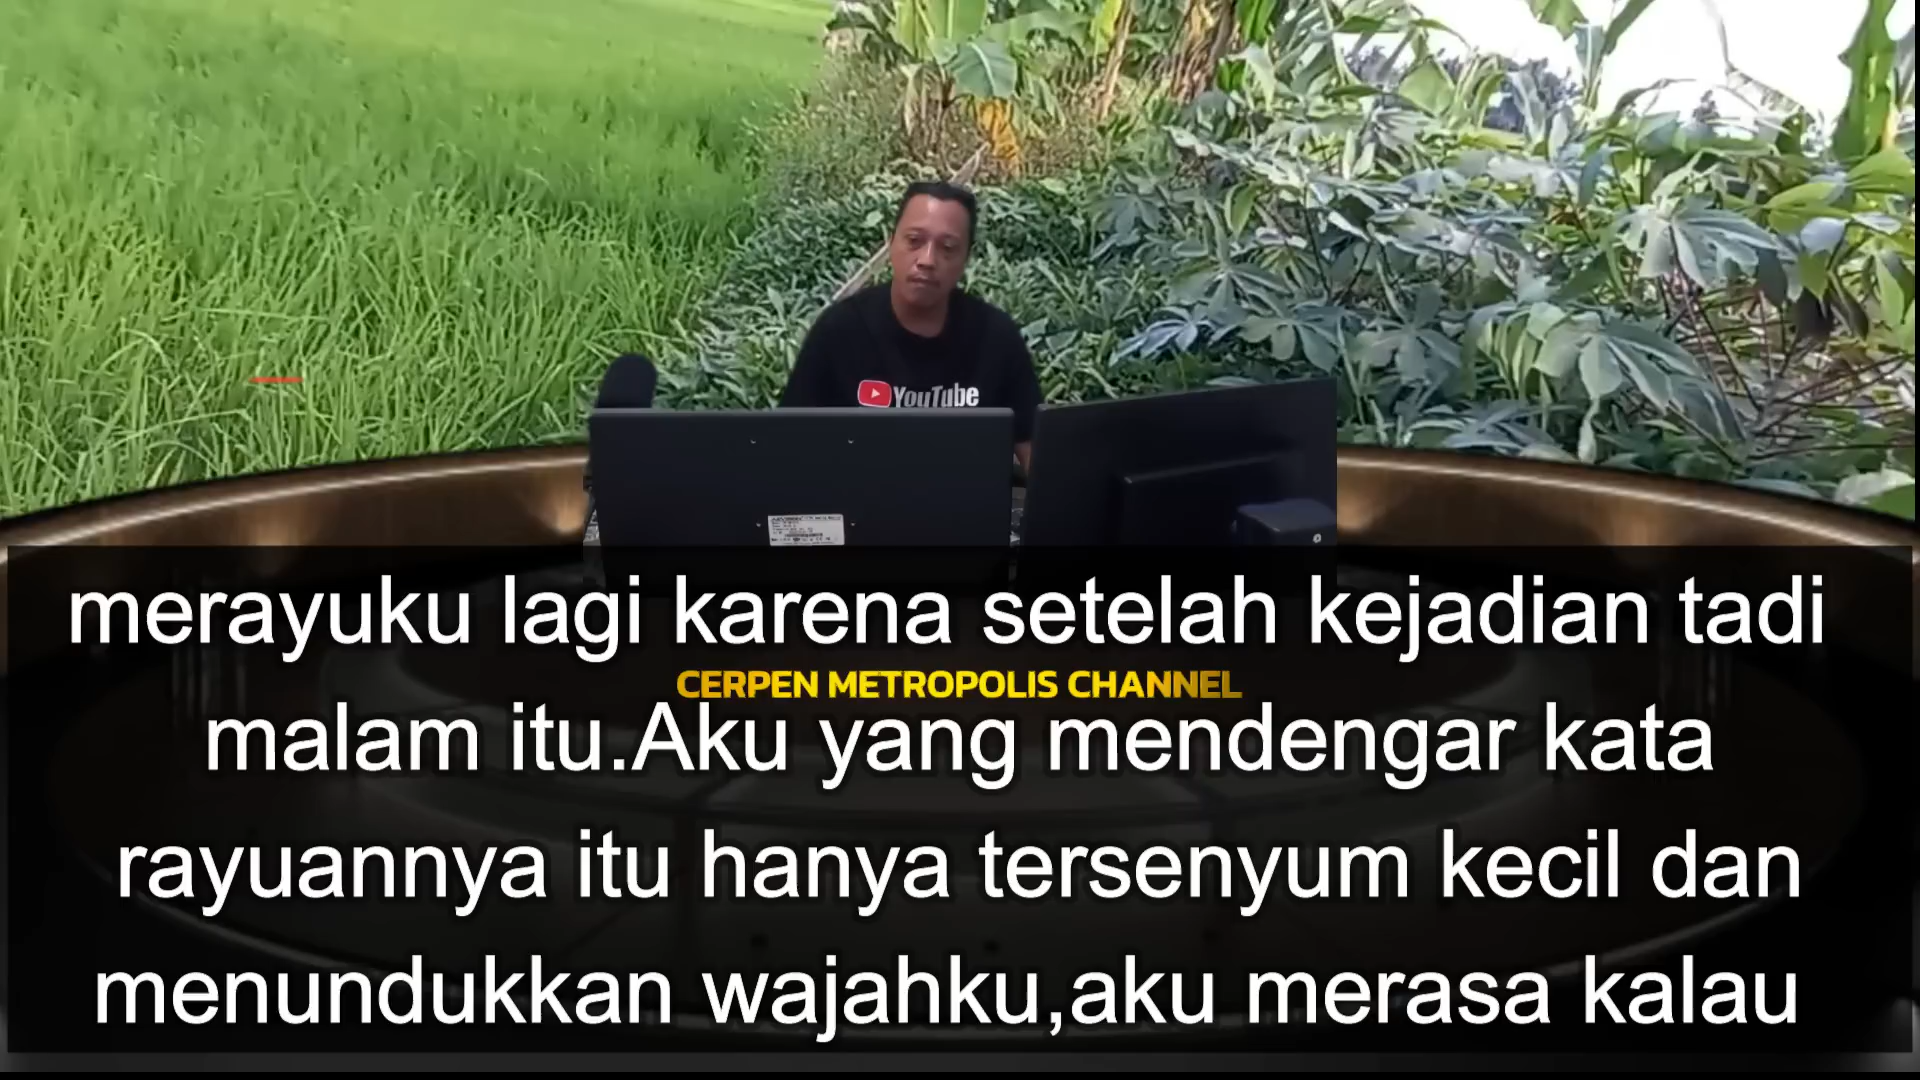 YouTube
merayuku lagi karena setelah kejadian tadi
CERPEN METROPOLIS CHANNEL
malam itu.Aku yang mendengar kata
rayuannya itu hanya tersenyum kecil dan
menundukkan wajahku,aku merasa kalau